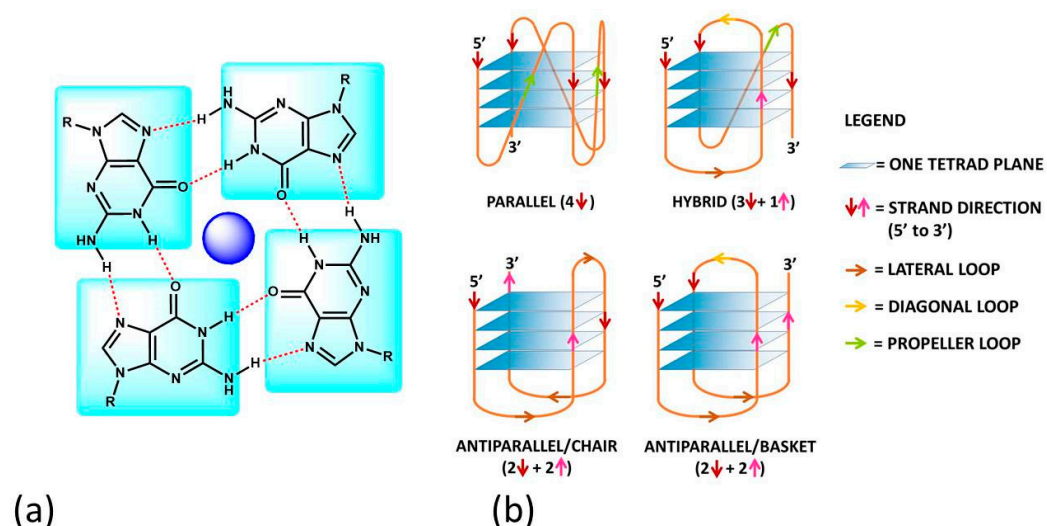 (a)
R
N
N
N
N
H
N
H
H
O
H
N
H
N
N
R
N
H
N
O
O
N
N
H
N
H
N
R
H
N
H
N
O
N
H
N
H
N
R
(b)
5'
3'
PARALLEL (4↓)
5'
3'
HYBRID (3↓+ 1↑)
5'
3'
ANTIPARALLEL/CHAIR
(2↓ + 2↑)
5'
3'
ANTIPARALLEL/BASKET
(2↓ + 2↑)
LEGEND
= ONE TETRAD PLANE
= STRAND DIRECTION
(5' to 3')
= LATERAL LOOP
= DIAGONAL LOOP
= PROPELLER LOOP